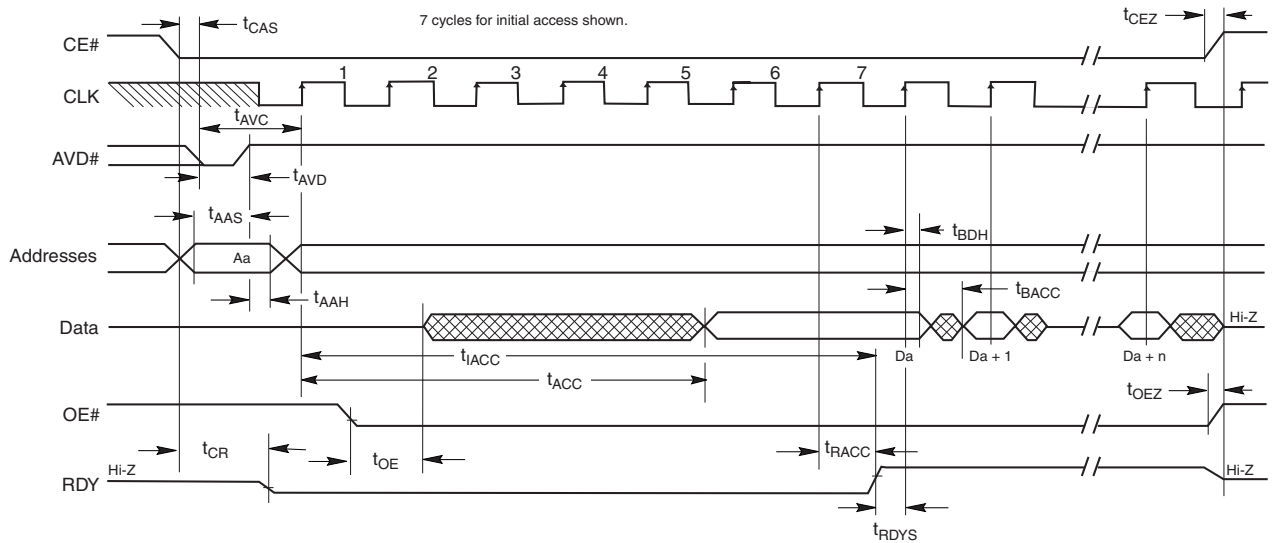 7 cycles for initial access shown.
tCAS
tCEZ
CE#
1 2 3 4 5 6 7
CLK
tAVC
AVD#
tAVD
tAAS
tBDH
Addresses
Aa
tAAH
tBACC
Data
Hi-Z
tIACC
Da
Da + 1
Da + n
tACC
tOEZ
OE#
tCR
tOE
tRACC
Hi-Z
Hi-Z
RDY
tRDYS